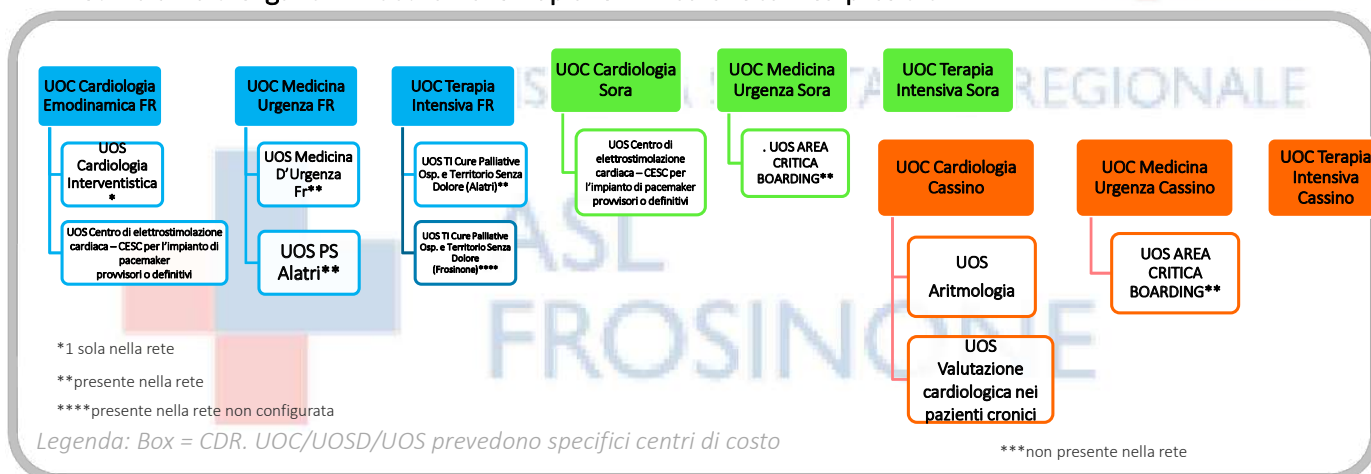 UOC Cardiologia
Emodinamica FR
UOS
Cardiologia
Interventistica
*
UOS Centro di elettrostimolazione
cardiaca – CESC per l'impianto di
pacemaker
provvisori o definitivi
UOC Medicina
Urgenza FR
UOS Medicina
D'Urgenza
Fr**
UOS PS
Alatri**
UOC Terapia
Intensiva FR
UOS TI Cure Palliative
Osp. e Territorio Senza
Dolore (Alatri)**
UOS TI Cure Palliative
Osp. e Territorio Senza
Dolore
(Frosinone)****
UOC Cardiologia
Sora
UOS Centro di
elettrostimolazione
cardiaca – CESC per
l'impianto di pacemaker
provvisori o definitivi
UOC Medicina
Urgenza Sora
. UOS AREA
CRITICA
BOARDING**
UOC Terapia
Intensiva Sora
UOC Cardiologia
Cassino
UOS
Aritmologia
UOS
Valutazione
cardiologica nei
pazienti cronici
UOC Medicina
Urgenza Cassino
UOS AREA
CRITICA
BOARDING**
UOC Terapia
Intensiva
Cassino
REGIONALE
ASL
FROSINONE
*1 sola nella rete
**presente nella rete
****presente nella rete non configurata
Legenda: Box = CDR. UOC/UOSD/UOS prevedono specifici centri di costo
***non presente nella rete